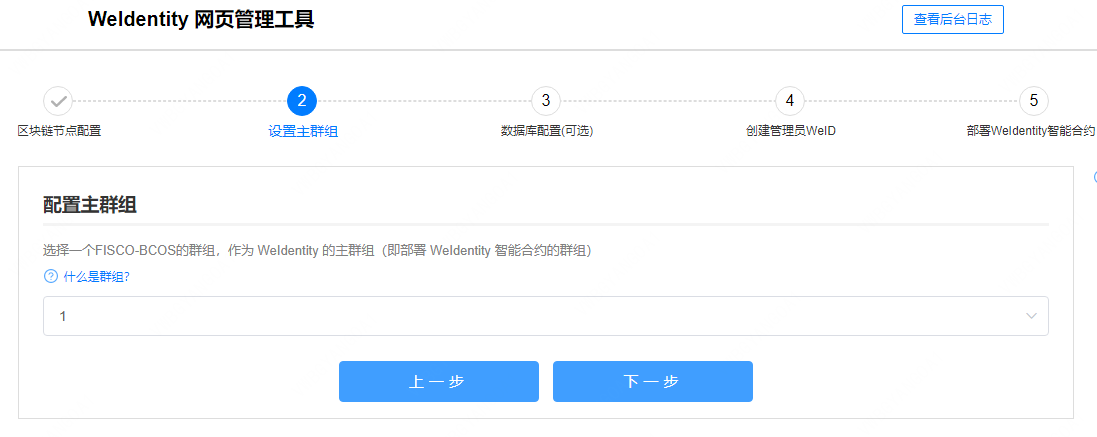 WeIdentity 网页管理工具
查看后台日志
2
3
4
5
区块链节点配置
设置主群组
数据库配置(可选)
创建管理员WeID
部署WeIdentity智能合约
配置主群组
选择一个FISCO-BCOS的群组，作为 WeIdentity 的主群组（即部署 WeIdentity 智能合约的群组）
? 什么是群组?
1
上一步
下一步